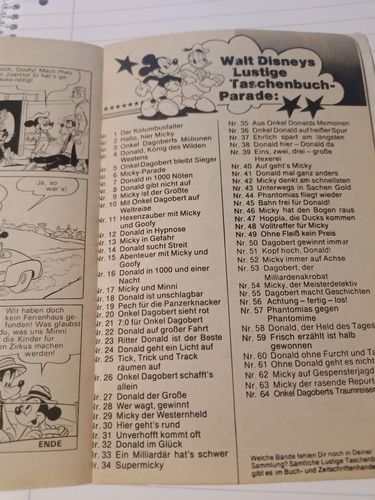 och, Goofy! Mach Platz
Juanito! Er hat's ge
nötig!
Ja, so
war's!
Wir haben doch
kein Ferienhaus ge-
funden! Was glaubst
du, was uns Minni
die Kinder für
en Zirkus machen
werden!
ENDE
Walt Disneys
Lustige
Taschenbuch-
Parade:
Nr. 1 Der Kolumbusfalter
Nr. 2 Hallo, hier Micky
Nr. 3 Onkel Dagoberts Millionen
Nr. 4 Donald, König des Wilden
Westens
Nr. 5 Onkel Dagobert bleibt Sieger
Nr. 6 Micky-Parade
Nr. 7 Donald in 1000 Nöten
Nr. 8 Donald gibt nicht auf
Nr. 9 Micky ist der Größte
Nr. 10 Mit Onkel Dagobert auf
Weltreise
Nr. 11 Hexenzauber mit Micky
und Goofy
Nr. 12 Donald in Hypnose
Nr. 13 Micky in Gefahr
Nr. 14 Donald sucht Streit
Nr. 15 Abenteuer mit Micky und
Goofy
Nr. 16 Donald in 1000 und einer
Nacht
Nr. 17 Micky und Minni
Nr. 18 Donald ist unschlagbar
Nr. 19 Pech für die Panzerknacker
Nr. 20 Onkel Dagobert sieht rot
Nr. 21 7:0 für Onkel Dagobert
Nr. 22 Donald auf großer Fahrt
Nr. 23 Ritter Donald ist der Beste
Nr. 24 Donald geht ein Licht auf
Nr. 25 Tick, Trick und Track
räumen auf
Nr. 26 Onkel Dagobert schafft's
allein
Nr. 27 Donald der Große
Nr. 28 Wer wagt, gewinnt
Nr. 29 Micky der Westernheld
Nr. 30 Hier geht's rund
Nr. 31 Unverhofft kommt oft
Nr. 32 Donald im Glück
Nr. 33 Ein Milliardär hat's schwer
Nr. 34 Supermicky
Nr. 35 Aus Onkel Donalds Memoiren
Nr. 36 Onkel Donald auf heißer Spur
Nr. 37 Ehrlich spart am längsten
Nr. 38 Donald hier – Donald da
Nr. 39 Eins, zwei, drei – große
Hexerei
Nr. 40 Auf geht's Micky
Nr. 41 Donald mal ganz anders
Nr. 42 Micky denkt am schnellsten
Nr. 43 Unterwegs in Sachen Gold
Nr. 44 Phantomias fliegt wieder
Nr. 45 Bahn frei für Donald!
Nr. 46 Micky hat den Bogen raus
Nr. 47 Hoppla, die Ducks kommen
Nr. 48 Volltreffer für Micky
Nr. 49 Ohne Fleiß kein Preis
Nr. 50 Dagobert gewinnt immer
Nr. 51 Kopf hoch, Donald!
Nr. 52 Micky immer auf Achse
Nr. 53 Dagobert, der
Milliardenakrobat
Nr. 54 Micky, der Meisterdetektiv
Nr. 55 Dagobert macht Geschichten
Nr. 56 Achtung – fertig – los!
Nr. 57 Phantomias gegen
Phantomime
Nr. 58 Donald, der Held des Tages
Nr. 59 Frisch erzählt ist halb
gewonnen
Nr. 60 Donald ohne Furcht und Ta
Nr. 61 Ohne Donald geht es nicht
Nr. 62 Micky auf Gespensterjagd
Nr. 63 Micky der rasende Report
Nr. 64 Onkel Dagoberts Traumreisen
Welche Bände fehlen Dir noch in Deiner
Sammlung? Sämtliche Lustige Taschenb
gibt es im Buch- und Zeitschriftenhande